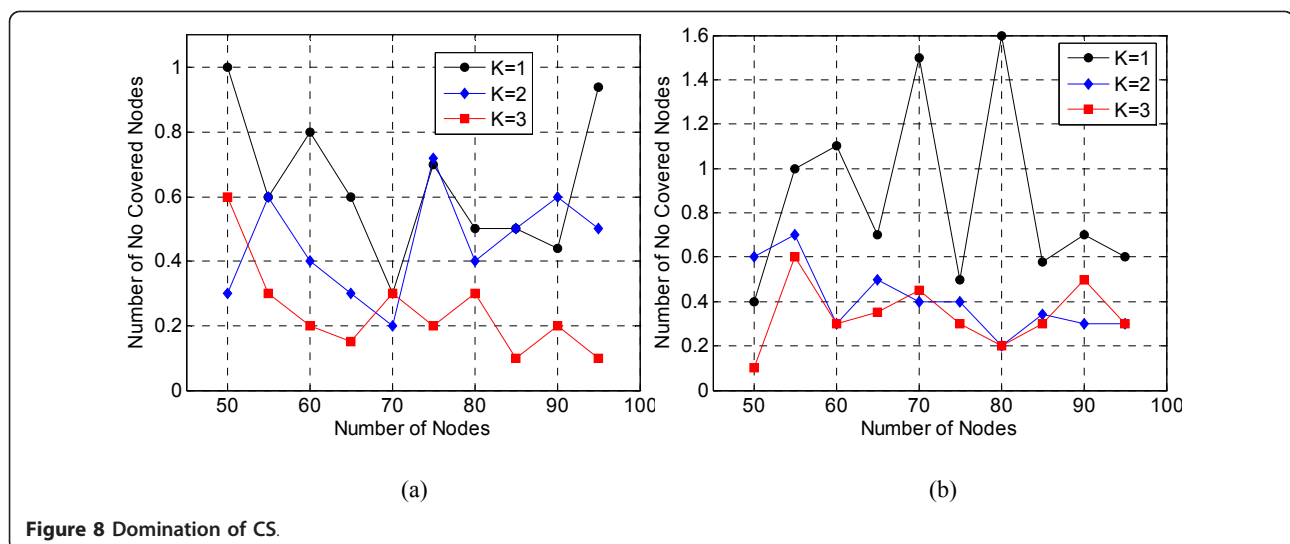 1
0.8
0.6
0.4
0.2
0
Number of No Covered Nodes
K=1
K=2
K=3
50 60 70 80 90 100
Number of Nodes
(a)
1.6
1.4
1.2
1
0.8
0.6
0.4
0.2
0
Number of No Covered Nodes
K=1
K=2
K=3
50 60 70 80 90 100
Number of Nodes
(b)
Figure 8 Domination of CS.